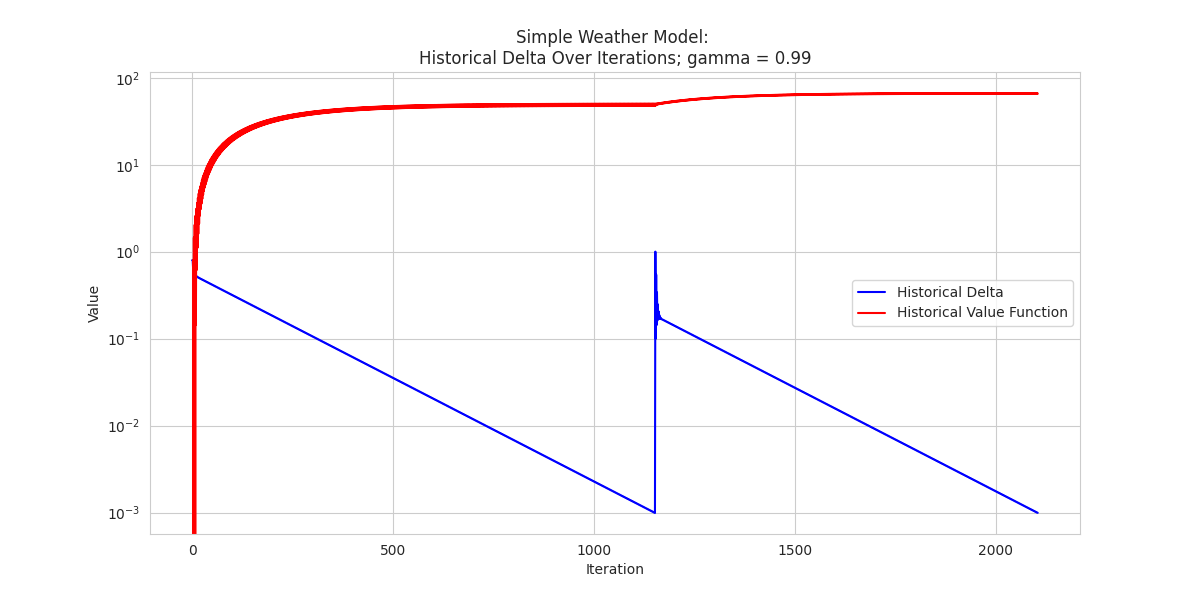 Simple Weather Model:
Historical Delta Over Iterations; gamma = 0.99
10²
10¹
10⁰
10⁻¹
10⁻²
10⁻³
Value
Historical Delta
Historical Value Function
0 500 1000 1500 2000
Iteration